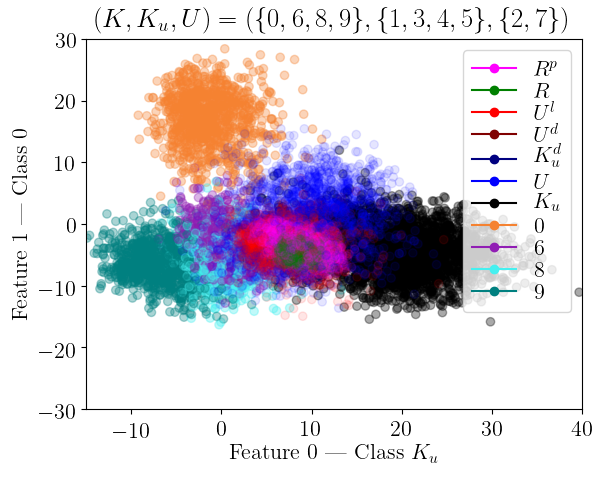 (K, K_u, U) = ({0, 6, 8, 9}, {1, 3, 4, 5}, {2, 7})
30
20
10
0
−10
−20
−30
Feature 1 — Class 0
R^p
R
U^l
U^d
K_u^d
U
K_u
0
6
8
9
−10
0
10
20
30
40
Feature 0 — Class K_u